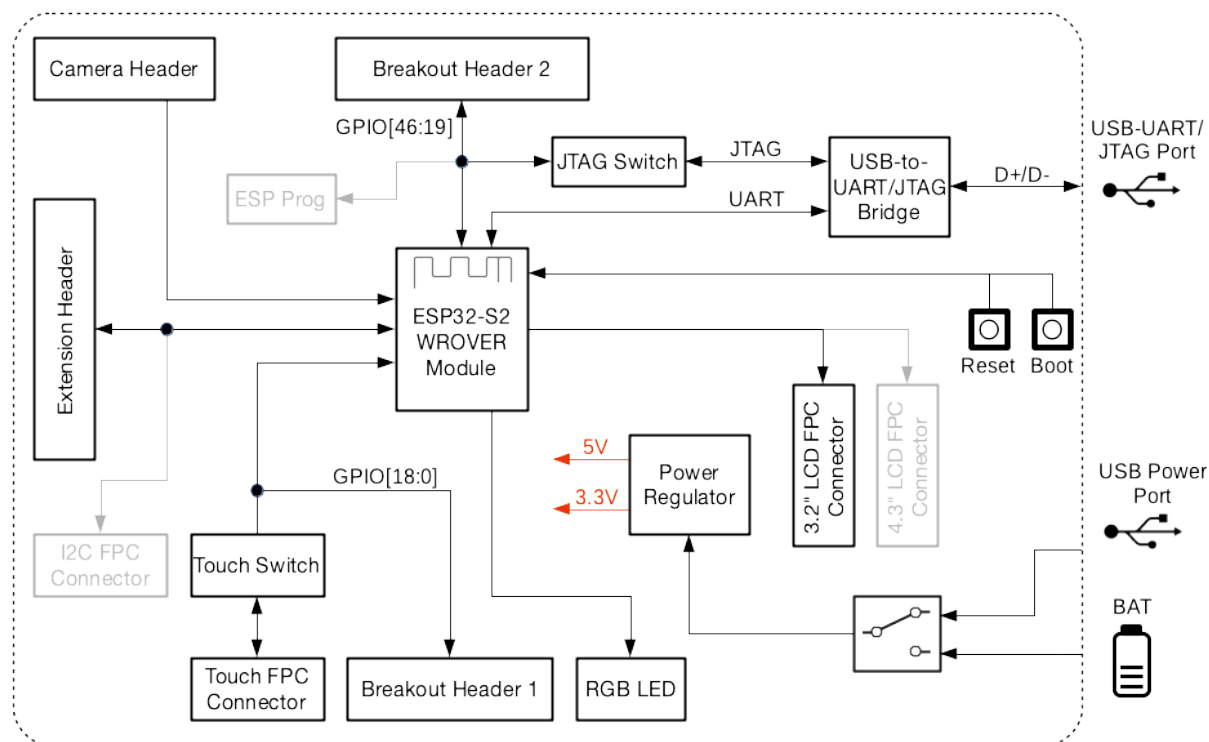 Camera Header
Breakout Header 2
GPIO[46:19]
USB-UART/
JTAG Port
JTAG Switch
JTAG
USB-to-
UART/JTAG
Bridge
D+/D-
ESP Prog
UART
Extension Header
ESP32-S2
WROVER
Module
Reset
Boot
3.2" LCD FPC
Connector
4.3" LCD FPC
Connector
5V
3.3V
Power
Regulator
USB Power
Port
GPIO[18:0]
I2C FPC
Connector
Touch Switch
BAT
Touch FPC
Connector
Breakout Header 1
RGB LED